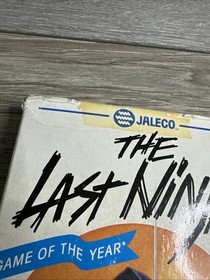 JALECO
THE
LAST NIN
GAME OF THE YEAR*